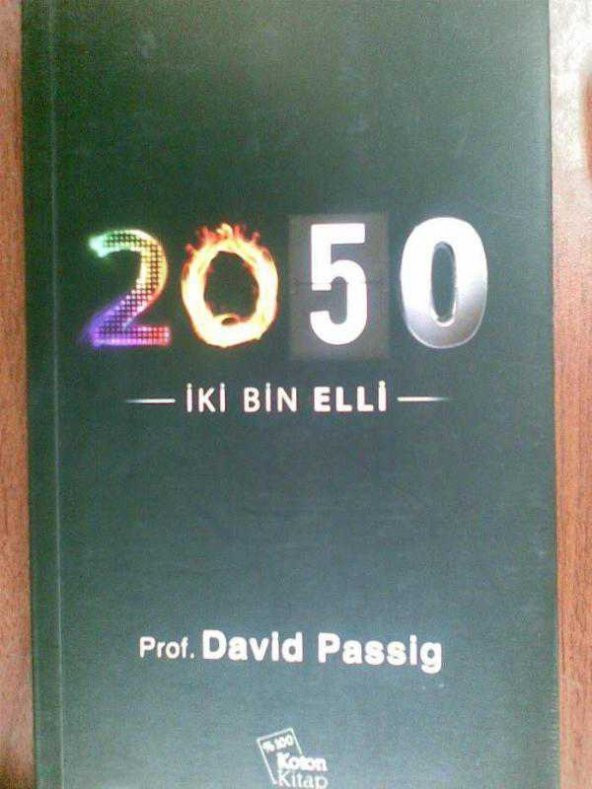 2050
İKİ BİN ELLİ
Prof. David Passig
%100
Koton
Kitap